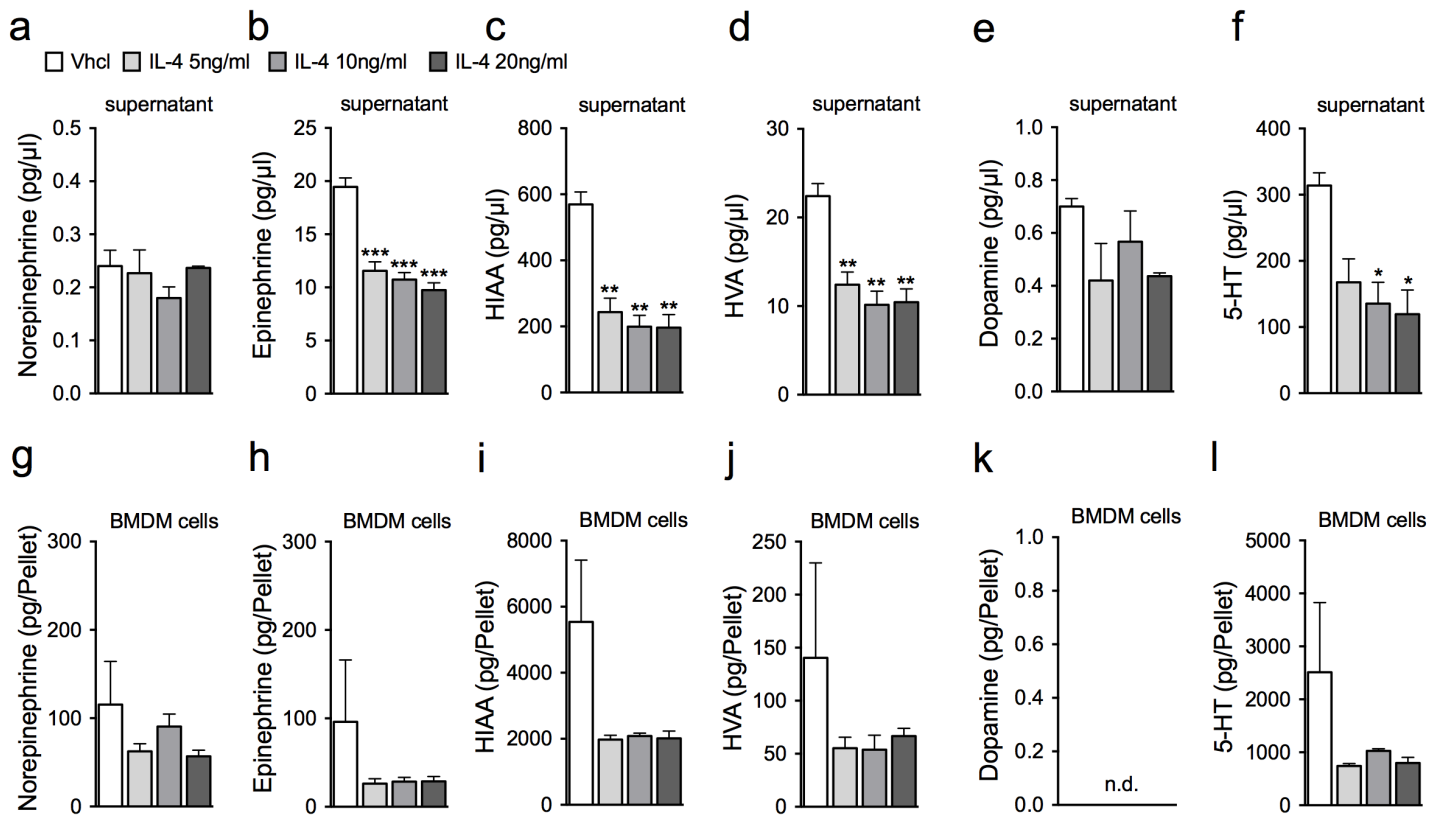 a b c d e f
Vhcl IL-4 5ng/ml IL-4 10ng/ml IL-4 20ng/ml
supernatant
Norepinephrine (pg/µl)
0.5
0.4
0.3
0.2
0.1
0.0
supernatant
Epinephrine (pg/µl)
25
20
15
10
5
0
***
***
***
supernatant
HIAA (pg/µl)
800
600
400
200
0
**
**
**
supernatant
HVA (pg/µl)
30
20
10
0
**
**
**
supernatant
Dopamine (pg/µl)
1.0
0.8
0.6
0.4
0.2
0.0
supernatant
5-HT (pg/µl)
400
300
200
100
0
*
*
g h i j k l
BMDM cells
Norepinephrine (pg/Pellet)
300
200
100
0
BMDM cells
Epinephrine (pg/Pellet)
300
200
100
0
BMDM cells
HIAA (pg/Pellet)
8000
6000
4000
2000
0
BMDM cells
HVA (pg/Pellet)
250
200
150
100
50
0
BMDM cells
Dopamine (pg/Pellet)
1.0
0.8
0.6
0.4
0.2
0.0
n.d.
BMDM cells
5-HT (pg/Pellet)
5000
4000
3000
2000
1000
0